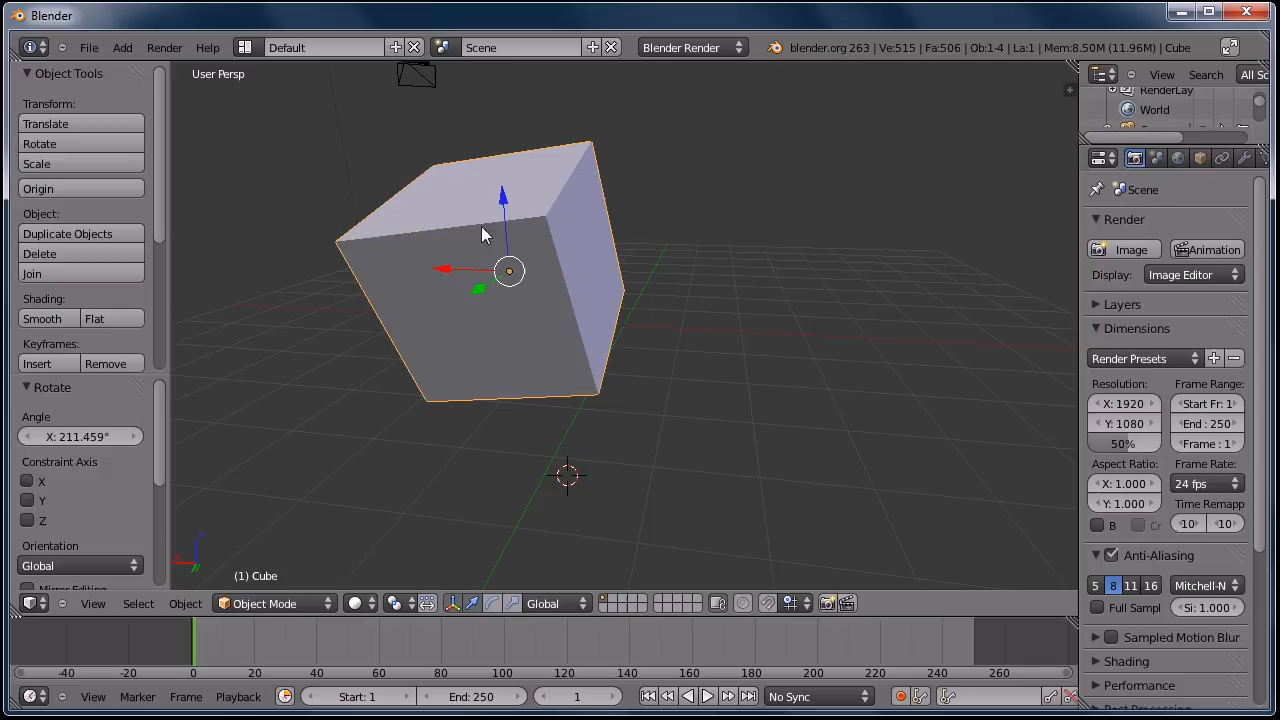 Blender
File Add Render Help Default Scene Blender Render blender.org 263 | Ve:515 | Fa:506 | Ob:1-4 | La:1 | Mem:8.50M (11.96M) | Cube
Object Tools
Transform:
Translate
Rotate
Scale
Origin
Object:
Duplicate Objects
Delete
Join
Shading:
Smooth Flat
Keyframes:
Insert Remove
Rotate
Angle
X: 211.459°
Constraint Axis
X
Y
Z
Orientation
Global
Mirror Editing
User Persp
(1) Cube
View Select Object Object Mode Global
-40 -20 0 20 40 60 80 100 120 140 160 180 200 220 240 260
View Marker Frame Playback Start: 1 End: 250 1 No Sync
View Search All Sc
RenderLay
World
Scene
Render
Image Animation
Display: Image Editor
Layers
Dimensions
Render Presets
Resolution: Frame Range:
X: 1920 Start Fr: 1
Y: 1080 End : 250
50% Frame : 1
Aspect Ratio: Frame Rate:
X: 1.000 24 fps
Y: 1.000 Time Remapp
B Cr 10 10
Anti-Aliasing
5 8 11 16 Mitchell-N
Full Sampl Si: 1.000
Sampled Motion Blur
Shading
Performance
Post Processing